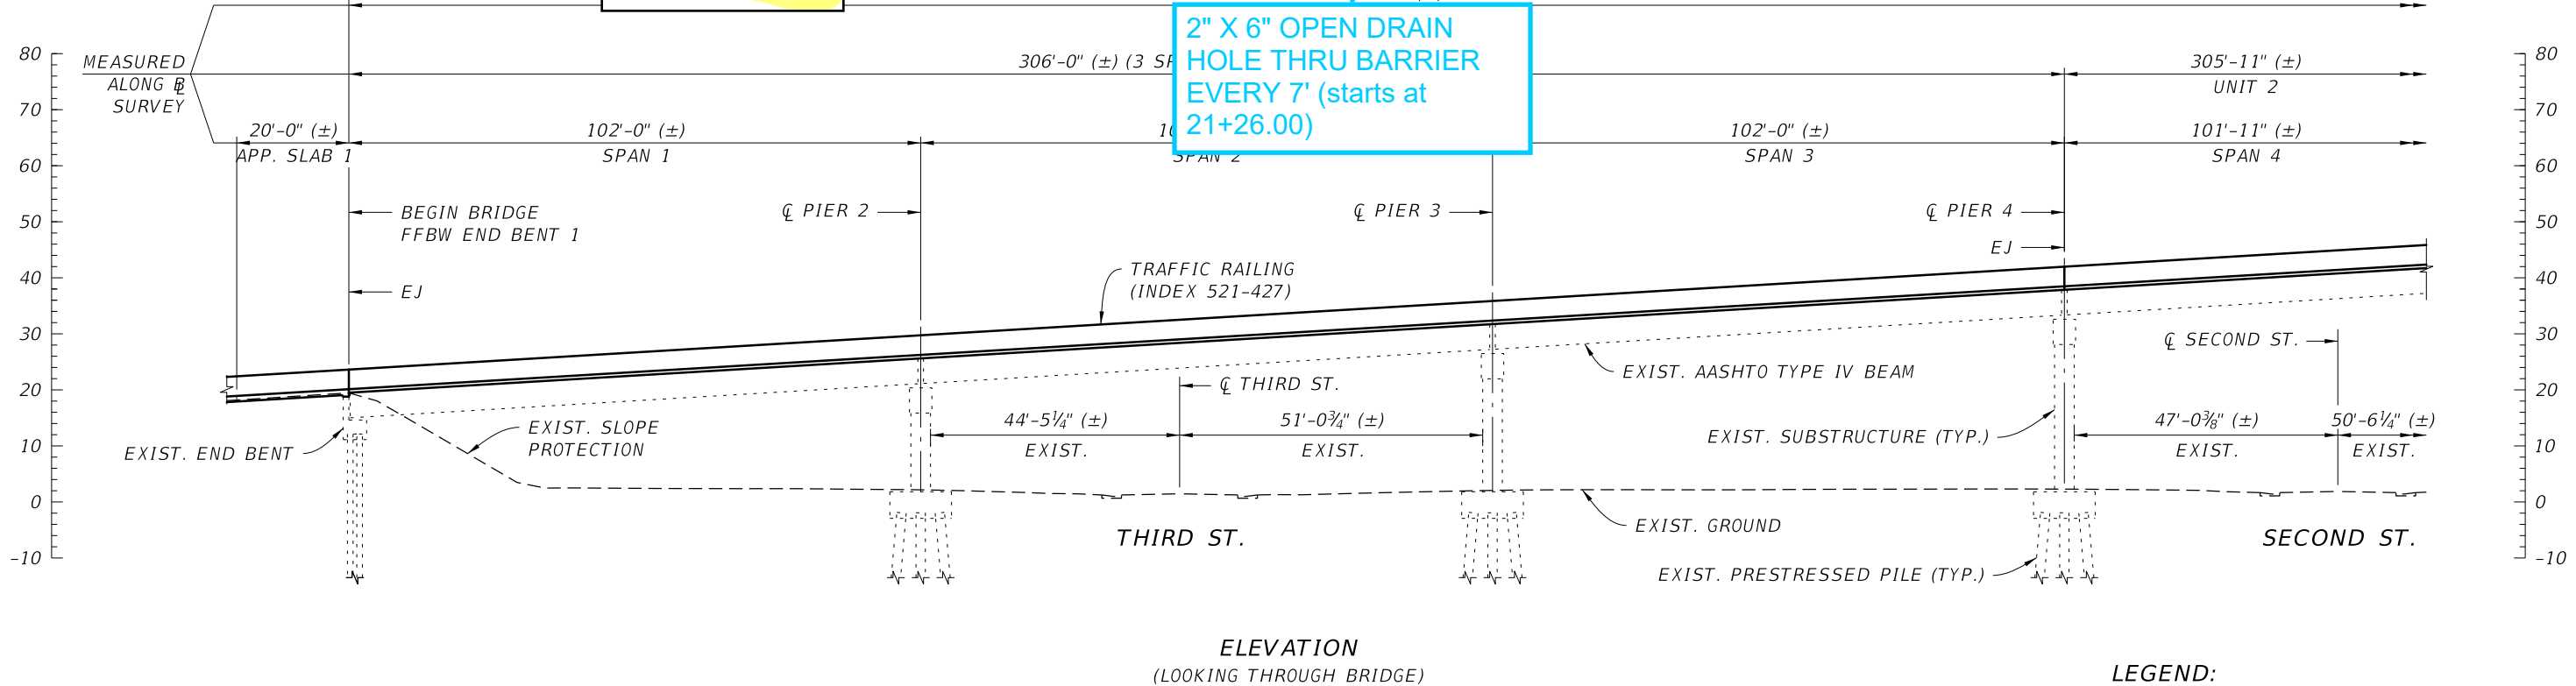 2" X 6" OPEN DRAIN
HOLE THRU BARRIER
EVERY 7' (starts at
21+26.00)
80
80
MEASURED
ALONG ℄ SURVEY
306'-0" (±) (3
305'-11" (±)
UNIT 2
70
70
20'-0" (±)
APP. SLAB 1
102'-0" (±)
SPAN 1
SPAN 2
102'-0" (±)
SPAN 3
101'-11" (±)
SPAN 4
60
60
BEGIN BRIDGE
FFBW END BENT 1
℄ PIER 2
℄ PIER 3
℄ PIER 4
50
50
EJ
EJ
TRAFFIC RAILING
(INDEX 521-427)
40
40
30
30
℄ SECOND ST.
EXIST. AASHTO TYPE IV BEAM
℄ THIRD ST.
20
20
44'-5¼" (±)
EXIST.
51'-0¾" (±)
EXIST.
47'-0⅜" (±)
EXIST.
50'-6¼" (±)
EXIST.
EXIST. SLOPE
PROTECTION
EXIST. END BENT
EXIST. SUBSTRUCTURE (TYP.)
10
10
0
0
EXIST. GROUND
THIRD ST.
SECOND ST.
-10
-10
EXIST. PRESTRESSED PILE (TYP.)
ELEVATION
(LOOKING THROUGH BRIDGE)
LEGEND: